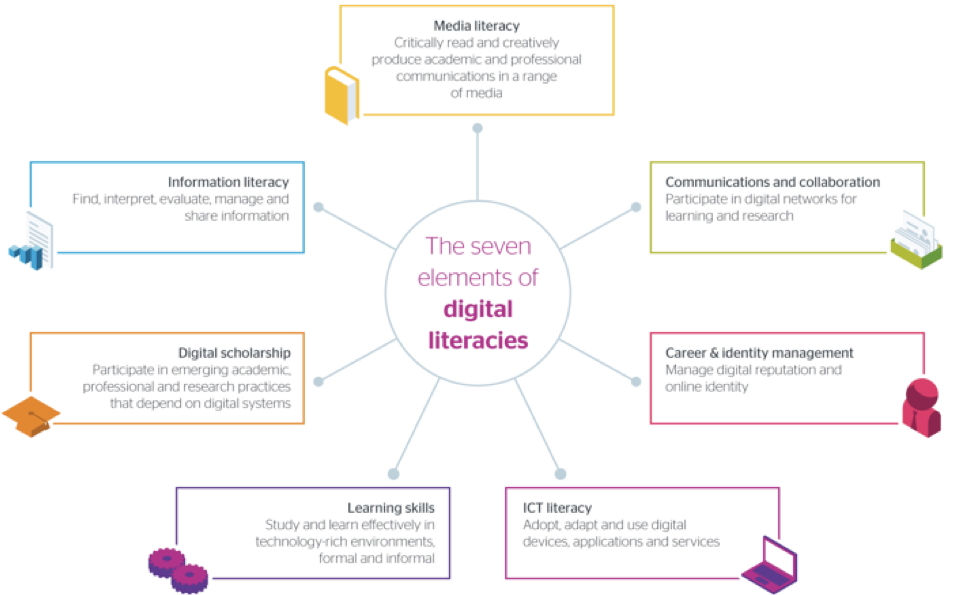 Media literacy
Critically read and creatively
produce academic and professional
communications in a range
of media
Information literacy
Find, interpret, evaluate, manage and
share information
Communications and collaboration
Participate in digital networks for
learning and research
The seven
elements of
digital
literacies
Digital scholarship
Participate in emerging academic,
professional and research practices
that depend on digital systems
Career & identity management
Manage digital reputation and
online identity
Learning skills
Study and learn effectively in
technology-rich environments,
formal and informal
ICT literacy
Adopt, adapt and use digital
devices, applications and services